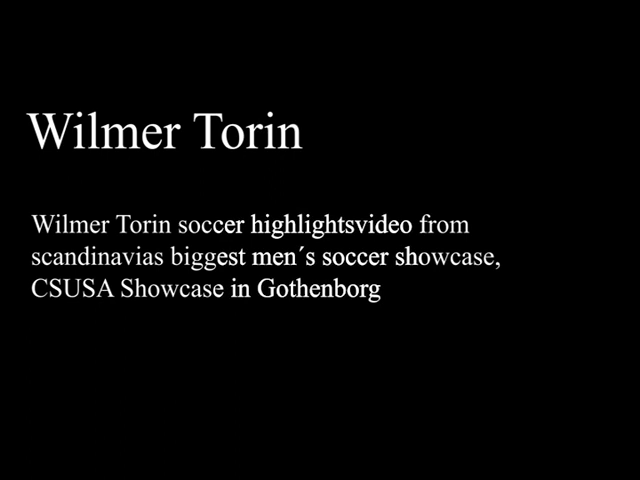 Wilmer Torin
Wilmer Torin soccer highlightsvideo from
scandinavias biggest men´s soccer showcase,
CSUSA Showcase in Gothenborg